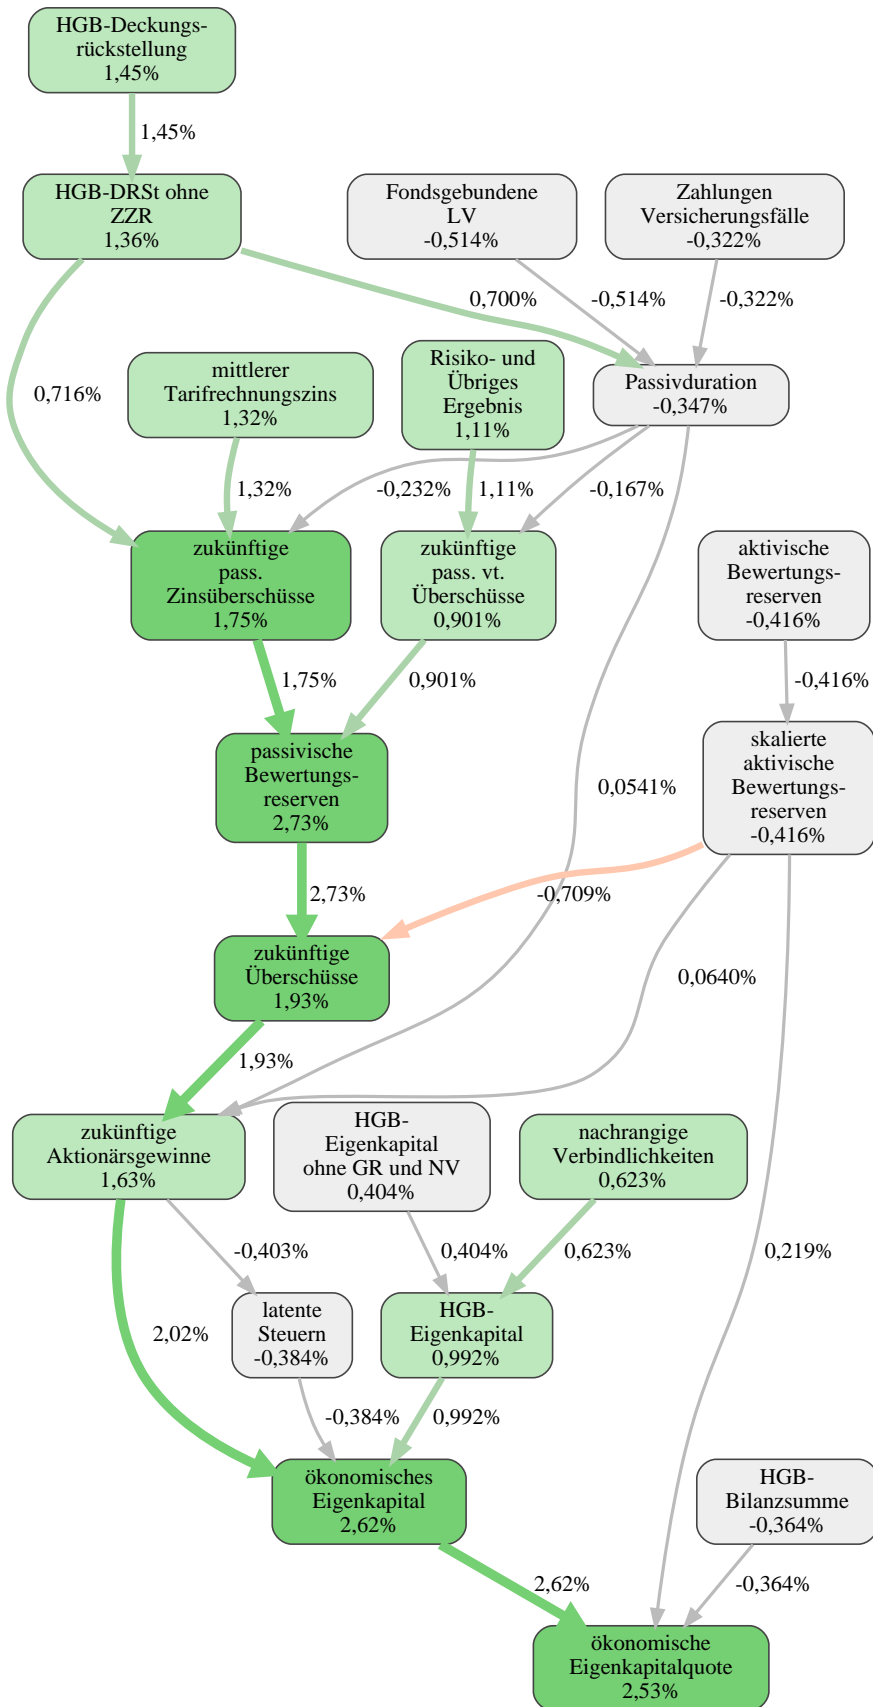 HGB-Deckungs-
rückstellung
1,45%
1,45%
HGB-DRSt ohne
ZZR
1,36%
Fondsgebundene
LV
-0,514%
Zahlungen
Versicherungsfälle
-0,322%
0,700%
-0,514%
-0,322%
0,716%
mittlerer
Tarifrechnungszins
1,32%
Risiko- und
Übriges
Ergebnis
1,11%
Passivduration
-0,347%
1,32%
-0,232%
1,11%
-0,167%
zukünftige
pass.
Zinsüberschüsse
1,75%
zukünftige
pass. vt.
Überschüsse
0,901%
aktivische
Bewertungs-
reserven
-0,416%
1,75%
0,901%
-0,416%
passivische
Bewertungs-
reserven
2,73%
0,0541%
skalierte
aktivische
Bewertungs-
reserven
-0,416%
2,73%
-0,709%
zukünftige
Überschüsse
1,93%
0,0640%
1,93%
zukünftige
Aktionärsgewinne
1,63%
HGB-
Eigenkapital
ohne GR und NV
0,404%
nachrangige
Verbindlichkeiten
0,623%
-0,403%
0,404%
0,623%
0,219%
2,02%
latente
Steuern
-0,384%
HGB-
Eigenkapital
0,992%
-0,384%
0,992%
ökonomisches
Eigenkapital
2,62%
HGB-
Bilanzsumme
-0,364%
2,62%
-0,364%
ökonomische
Eigenkapitalquote
2,53%